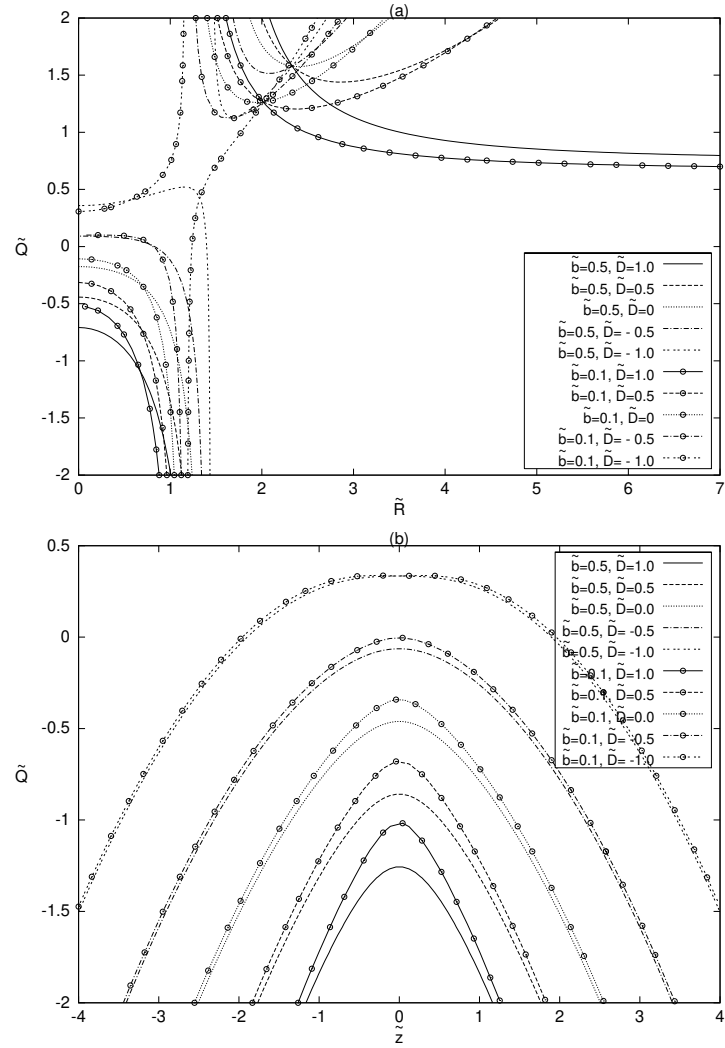 (a)
2
1.5
1
0.5
0
-0.5
-1
-1.5
-2
Q̃
b̃=0.5, D̃=1.0
b̃=0.5, D̃=0.5
b̃=0.5, D̃=0
b̃=0.5, D̃= - 0.5
b̃=0.5, D̃= - 1.0
b̃=0.1, D̃=1.0
b̃=0.1, D̃=0.5
b̃=0.1, D̃=0
b̃=0.1, D̃= - 0.5
b̃=0.1, D̃= - 1.0
0 1 2 3 4 5 6 7
R̃
(b)
0.5
0
-0.5
-1
-1.5
-2
Q̃
b̃=0.5, D̃=1.0
b̃=0.5, D̃=0.5
b̃=0.5, D̃=0.0
b̃=0.5, D̃= -0.5
b̃=0.5, D̃= -1.0
b̃=0.1, D̃=1.0
b̃=0.1, D̃=0.5
b̃=0.1, D̃=0.0
b̃=0.1, D̃= -0.5
b̃=0.1, D̃= -1.0
-4 -3 -2 -1 0 1 2 3 4
z̃